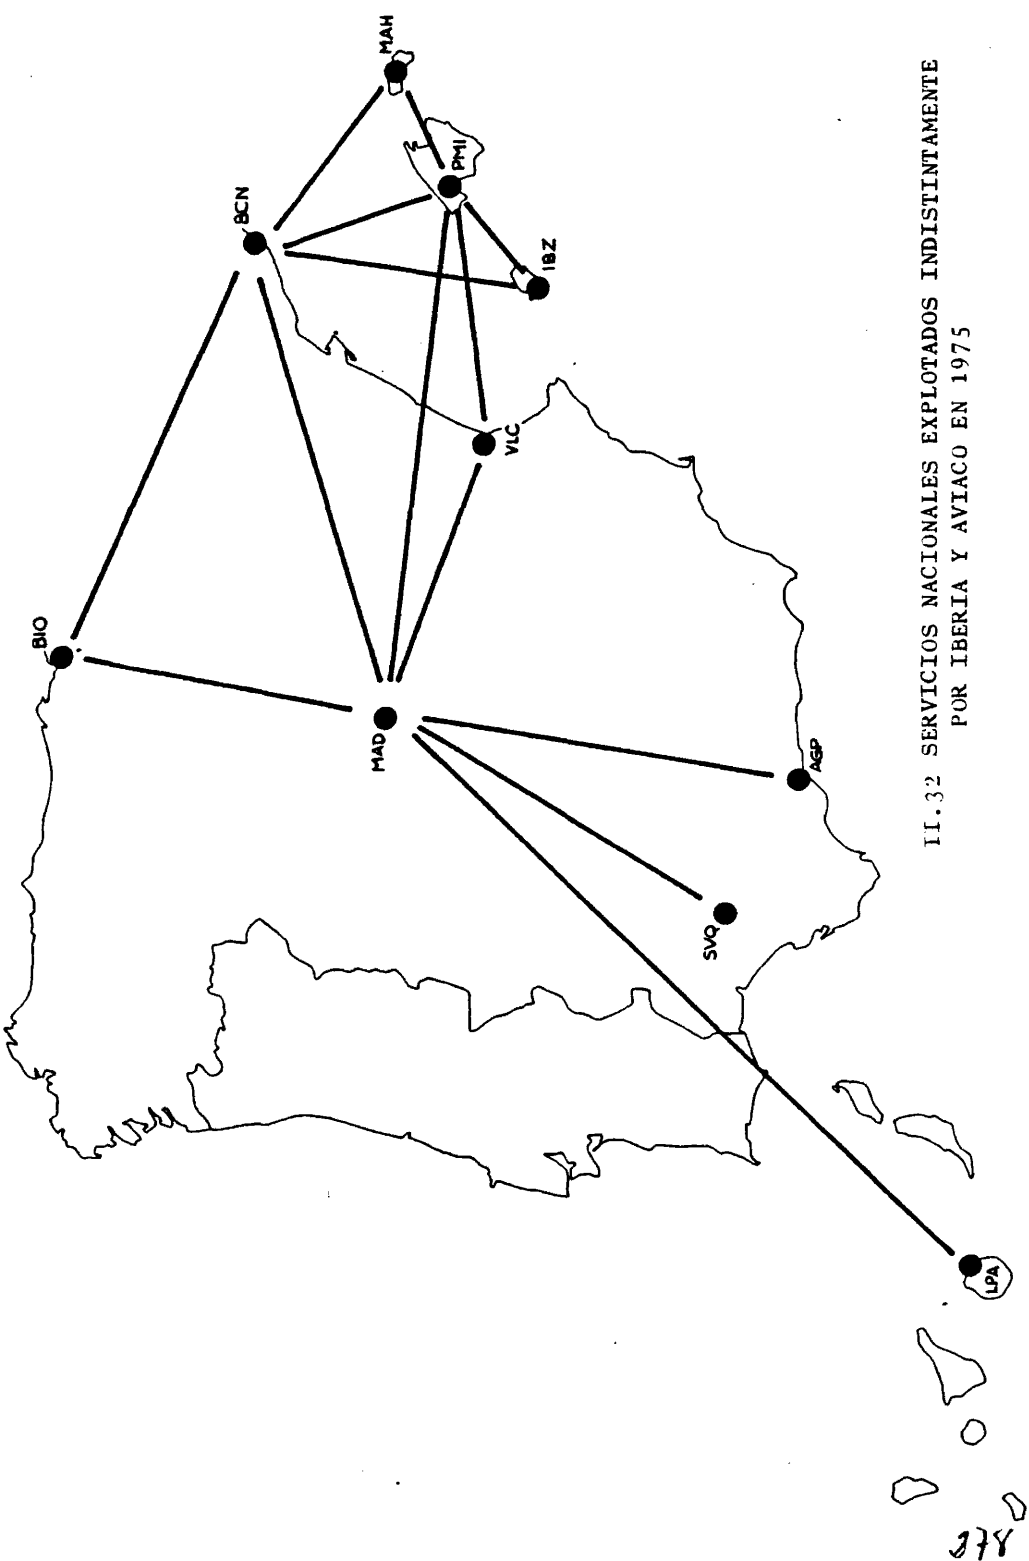 BIO
BCN
MAH
PMI
IBZ
MAD
VLC
SVQ
AGP
LPA
II.32 SERVICIOS NACIONALES EXPLOTADOS INDISTINTAMENTE
POR IBERIA Y AVIACO EN 1975